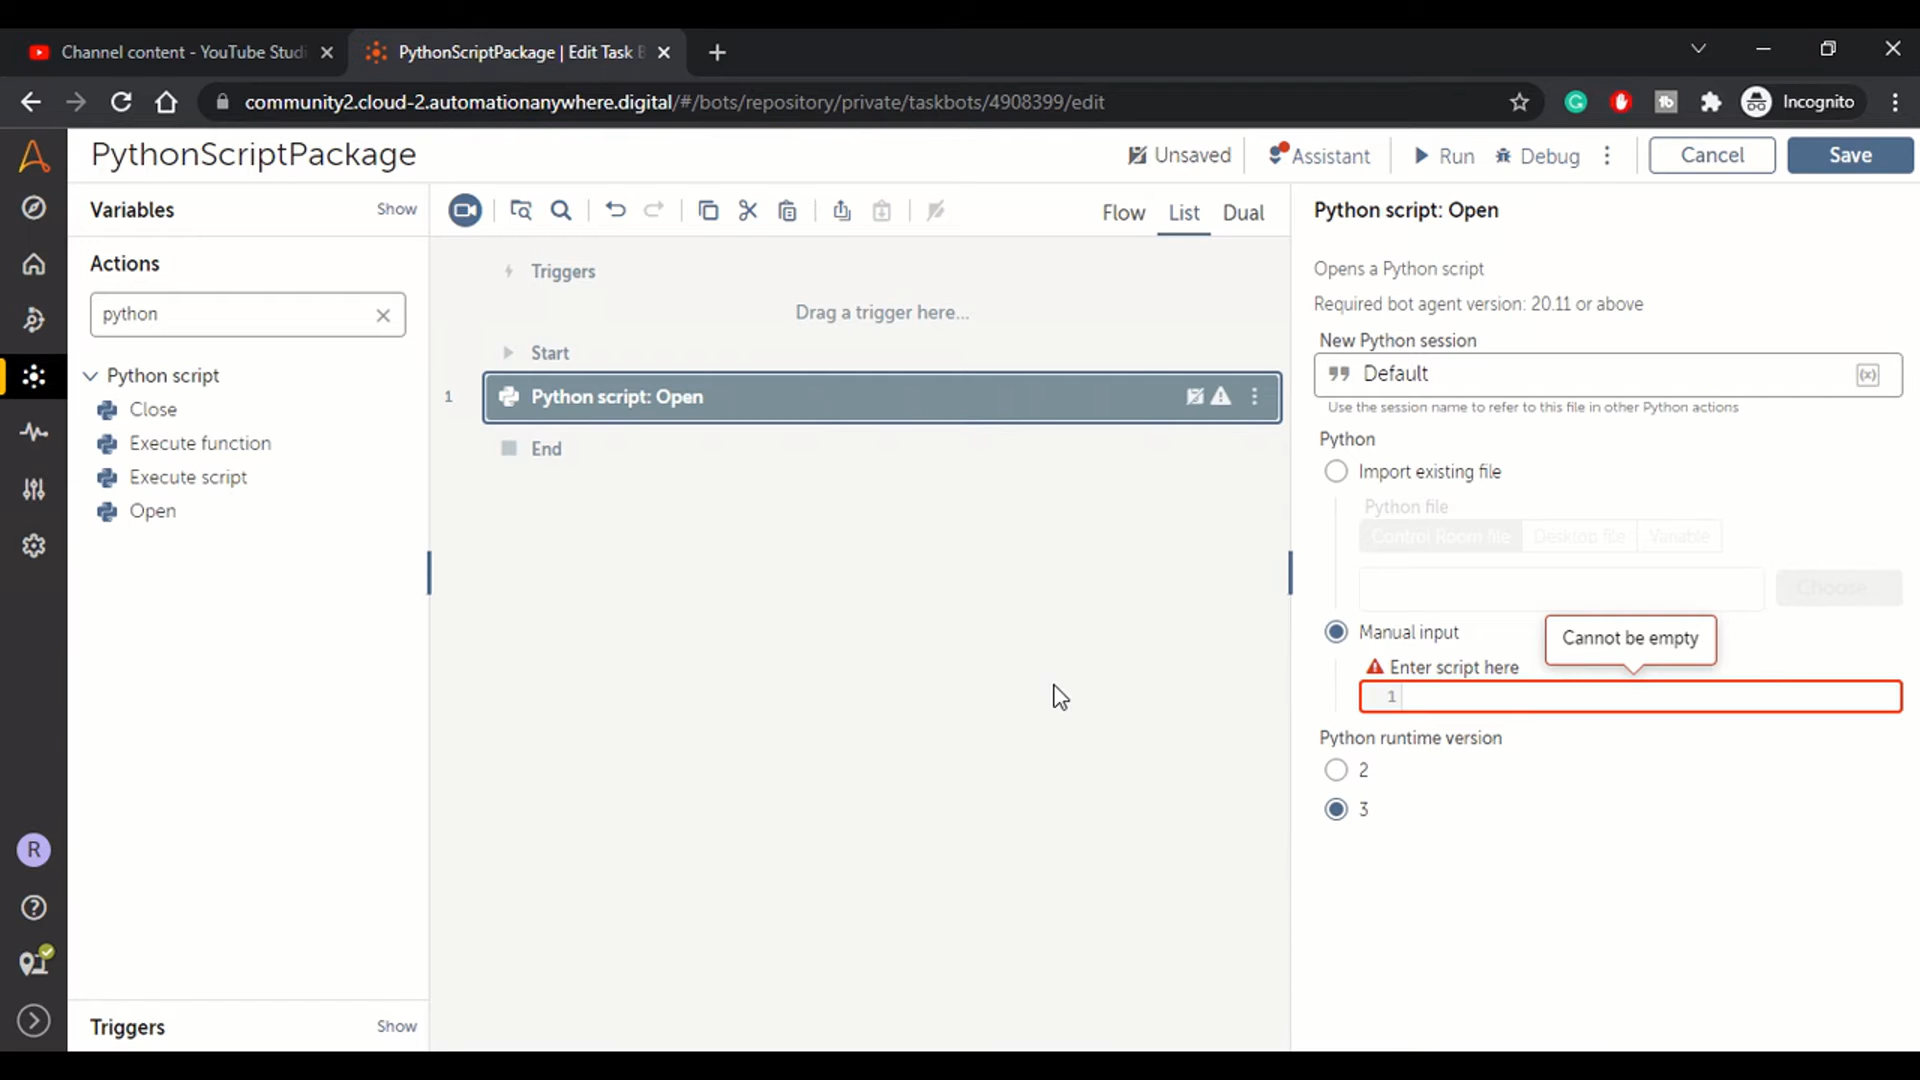 Channel content - YouTube Studi
PythonScriptPackage | Edit Task B
community2.cloud-2.automationanywhere.digital/#/bots/repository/private/taskbots/4908399/edit
Incognito
PythonScriptPackage
Unsaved
Assistant
Run
Debug
Cancel
Save
Variables
Show
Flow
List
Dual
Python script: Open
Actions
python
Python script
Close
Execute function
Execute script
Open
Triggers
Drag a trigger here...
Start
1
Python script: Open
End
Opens a Python script
Required bot agent version: 20.11 or above
New Python session
Default
(x)
Use the session name to refer to this file in other Python actions
Python
Import existing file
Python file
Control Room file
Desktop file
Variable
Choose...
Manual input
Cannot be empty
Enter script here
1
Python runtime version
2
3
R
Triggers
Show